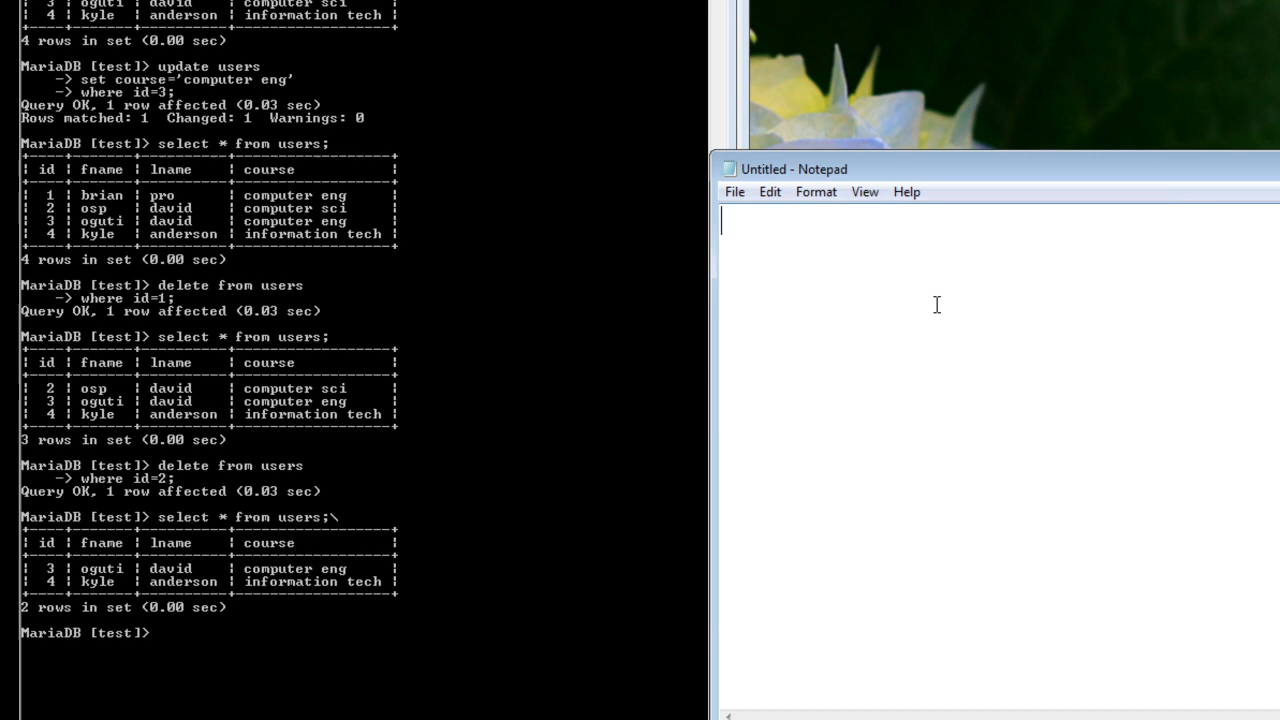 | 3 | oguti | david | computer sci |
| 4 | kyle | anderson | information tech |
+----+-------+----------+------------------+
4 rows in set (0.00 sec)
MariaDB [test]> update users
-> set course='computer eng'
-> where id=3;
Query OK, 1 row affected (0.03 sec)
Rows matched: 1  Changed: 1  Warnings: 0
MariaDB [test]> select * from users;
+----+-------+----------+------------------+
| id | fname | lname | course |
+----+-------+----------+------------------+
| 1 | brian | pro | computer eng |
| 2 | osp | david | computer sci |
| 3 | oguti | david | computer eng |
| 4 | kyle | anderson | information tech |
+----+-------+----------+------------------+
4 rows in set (0.00 sec)
MariaDB [test]> delete from users
-> where id=1;
Query OK, 1 row affected (0.03 sec)
MariaDB [test]> select * from users;
+----+-------+----------+------------------+
| id | fname | lname | course |
+----+-------+----------+------------------+
| 2 | osp | david | computer sci |
| 3 | oguti | david | computer eng |
| 4 | kyle | anderson | information tech |
+----+-------+----------+------------------+
3 rows in set (0.00 sec)
MariaDB [test]> delete from users
-> where id=2;
Query OK, 1 row affected (0.03 sec)
MariaDB [test]> select * from users;\
+----+-------+----------+------------------+
| id | fname | lname | course |
+----+-------+----------+------------------+
| 3 | oguti | david | computer eng |
| 4 | kyle | anderson | information tech |
+----+-------+----------+------------------+
2 rows in set (0.00 sec)
MariaDB [test]>
Untitled - Notepad
File Edit Format View Help